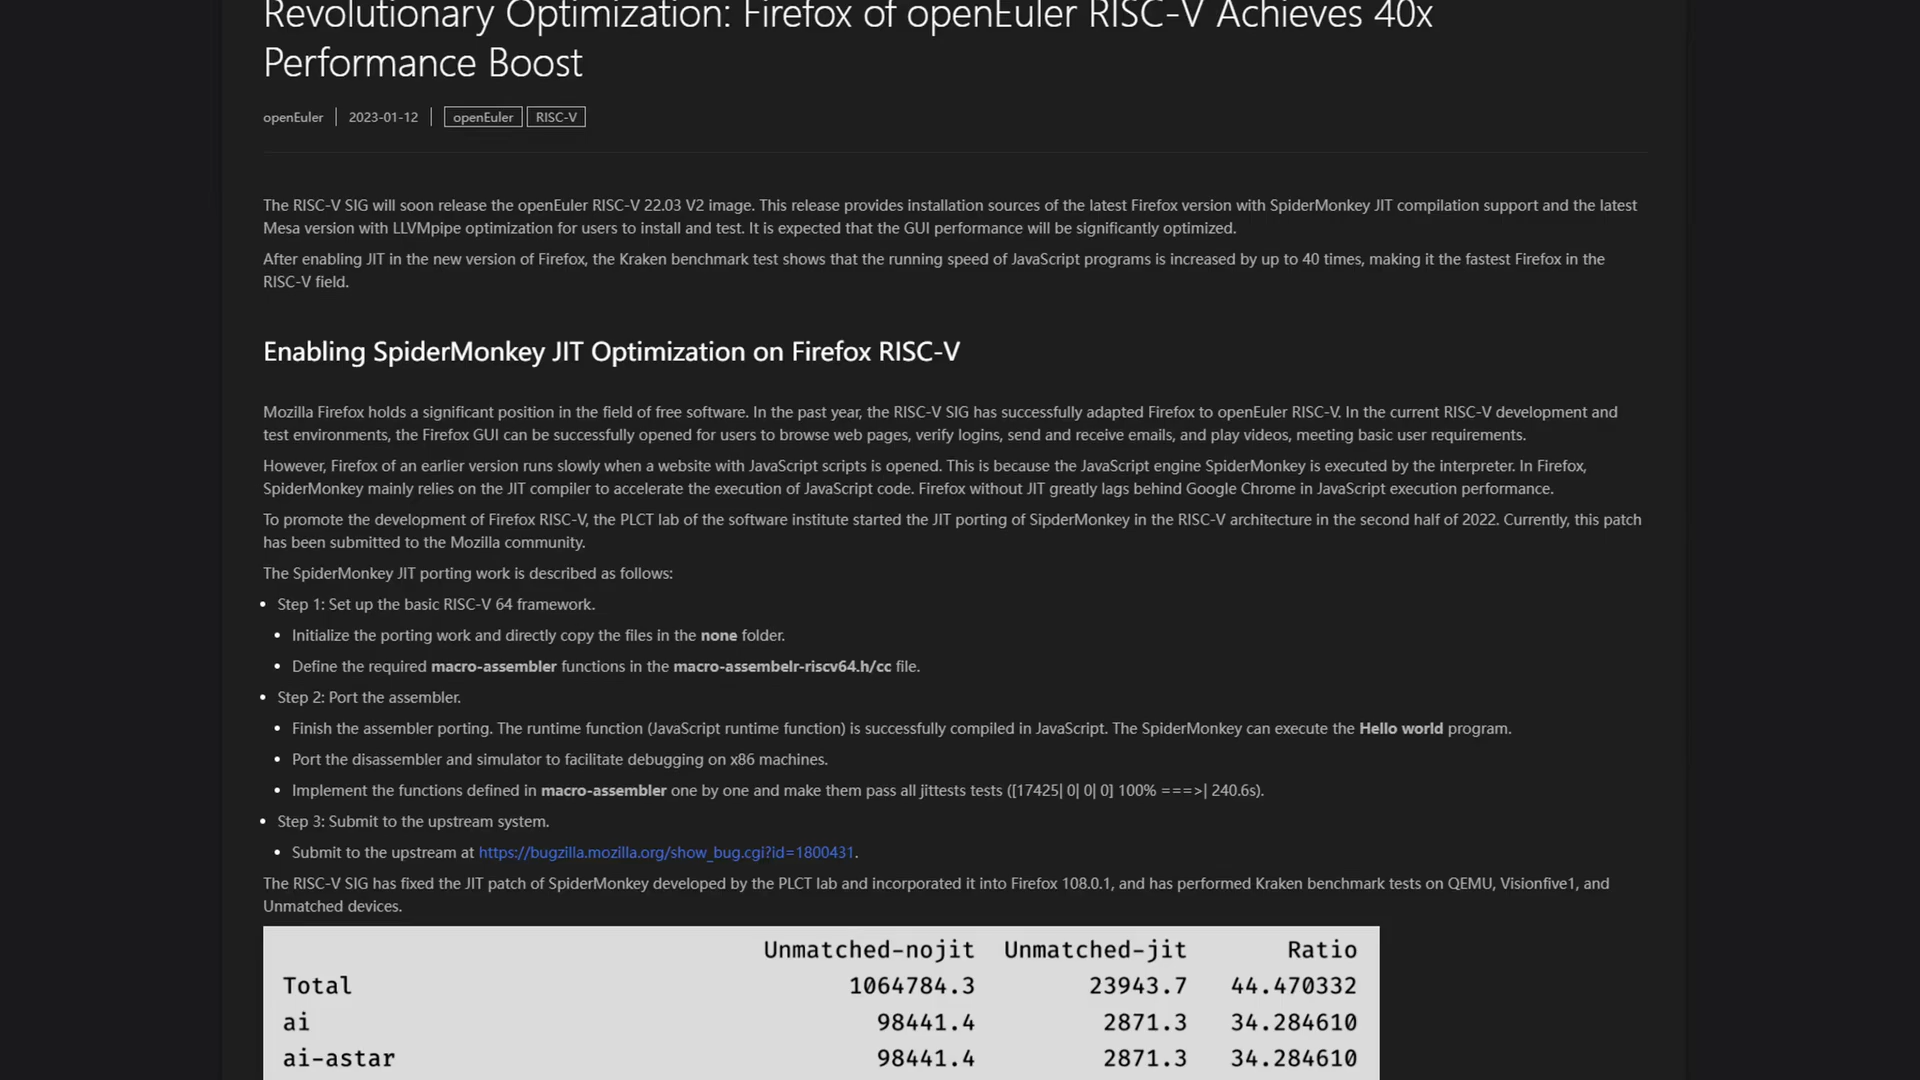 Revolutionary Optimization: Firefox of openEuler RISC-V Achieves 40x
Performance Boost
openEuler | 2023-01-12 | openEuler RISC-V
The RISC-V SIG will soon release the openEuler RISC-V 22.03 V2 image. This release provides installation sources of the latest Firefox version with SpiderMonkey JIT compilation support and the latest
Mesa version with LLVMpipe optimization for users to install and test. It is expected that the GUI performance will be significantly optimized.
After enabling JIT in the new version of Firefox, the Kraken benchmark test shows that the running speed of JavaScript programs is increased by up to 40 times, making it the fastest Firefox in the
RISC-V field.
Enabling SpiderMonkey JIT Optimization on Firefox RISC-V
Mozilla Firefox holds a significant position in the field of free software. In the past year, the RISC-V SIG has successfully adapted Firefox to openEuler RISC-V. In the current RISC-V development and
test environments, the Firefox GUI can be successfully opened for users to browse web pages, verify logins, send and receive emails, and play videos, meeting basic user requirements.
However, Firefox of an earlier version runs slowly when a website with JavaScript scripts is opened. This is because the JavaScript engine SpiderMonkey is executed by the interpreter. In Firefox,
SpiderMonkey mainly relies on the JIT compiler to accelerate the execution of JavaScript code. Firefox without JIT greatly lags behind Google Chrome in JavaScript execution performance.
To promote the development of Firefox RISC-V, the PLCT lab of the software institute started the JIT porting of SipderMonkey in the RISC-V architecture in the second half of 2022. Currently, this patch
has been submitted to the Mozilla community.
The SpiderMonkey JIT porting work is described as follows:
• Step 1: Set up the basic RISC-V 64 framework.
• Initialize the porting work and directly copy the files in the none folder.
• Define the required macro-assembler functions in the macro-assembelr-riscv64.h/cc file.
• Step 2: Port the assembler.
• Finish the assembler porting. The runtime function (JavaScript runtime function) is successfully compiled in JavaScript. The SpiderMonkey can execute the Hello world program.
• Port the disassembler and simulator to facilitate debugging on x86 machines.
• Implement the functions defined in macro-assembler one by one and make them pass all jittests tests ([17425| 0| 0| 0] 100% ===>| 240.6s).
• Step 3: Submit to the upstream system.
• Submit to the upstream at https://bugzilla.mozilla.org/show_bug.cgi?id=1800431.
The RISC-V SIG has fixed the JIT patch of SpiderMonkey developed by the PLCT lab and incorporated it into Firefox 108.0.1, and has performed Kraken benchmark tests on QEMU, Visionfive1, and
Unmatched devices.
Unmatched-nojit Unmatched-jit Ratio
Total 1064784.3 23943.7 44.470332
ai 98441.4 2871.3 34.284610
ai-astar 98441.4 2871.3 34.284610